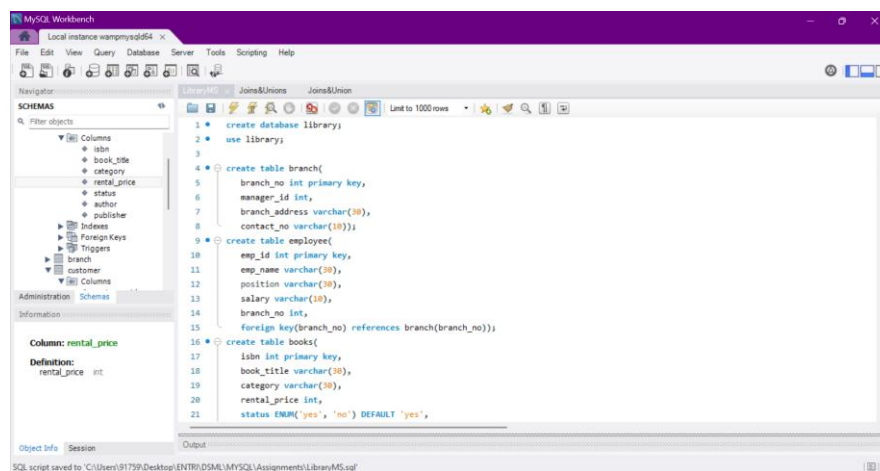 MySQL Workbench
Local instance wampmysqld64 ×
File Edit View Query Database Server Tools Scripting Help
Navigator
LibraryMS × Joins&Unions Joins&Union
SCHEMAS
Limit to 1000 rows
Filter objects
Columns
isbn
book_title
category
rental_price
status
author
publisher
Indexes
Foreign Keys
Triggers
branch
customer
Columns
Administration Schemas
Information
Column: rental_price
Definition:
rental_price int
Object Info Session
1 create database library;
2 use library;
3
4 create table branch(
5 branch_no int primary key,
6 manager_id int,
7 branch_address varchar(30),
8 contact_no varchar(10));
9 create table employee(
10 emp_id int primary key,
11 emp_name varchar(30),
12 position varchar(30),
13 salary varchar(10),
14 branch_no int,
15 foreign key(branch_no) references branch(branch_no));
16 create table books(
17 isbn int primary key,
18 book_title varchar(30),
19 category varchar(30),
20 rental_price int,
21 status ENUM('yes', 'no') DEFAULT 'yes',
Output
SQL script saved to 'C:\Users\91759\Desktop\ENTRI\DSML\MYSQL\Assignments\LibraryMS.sql'